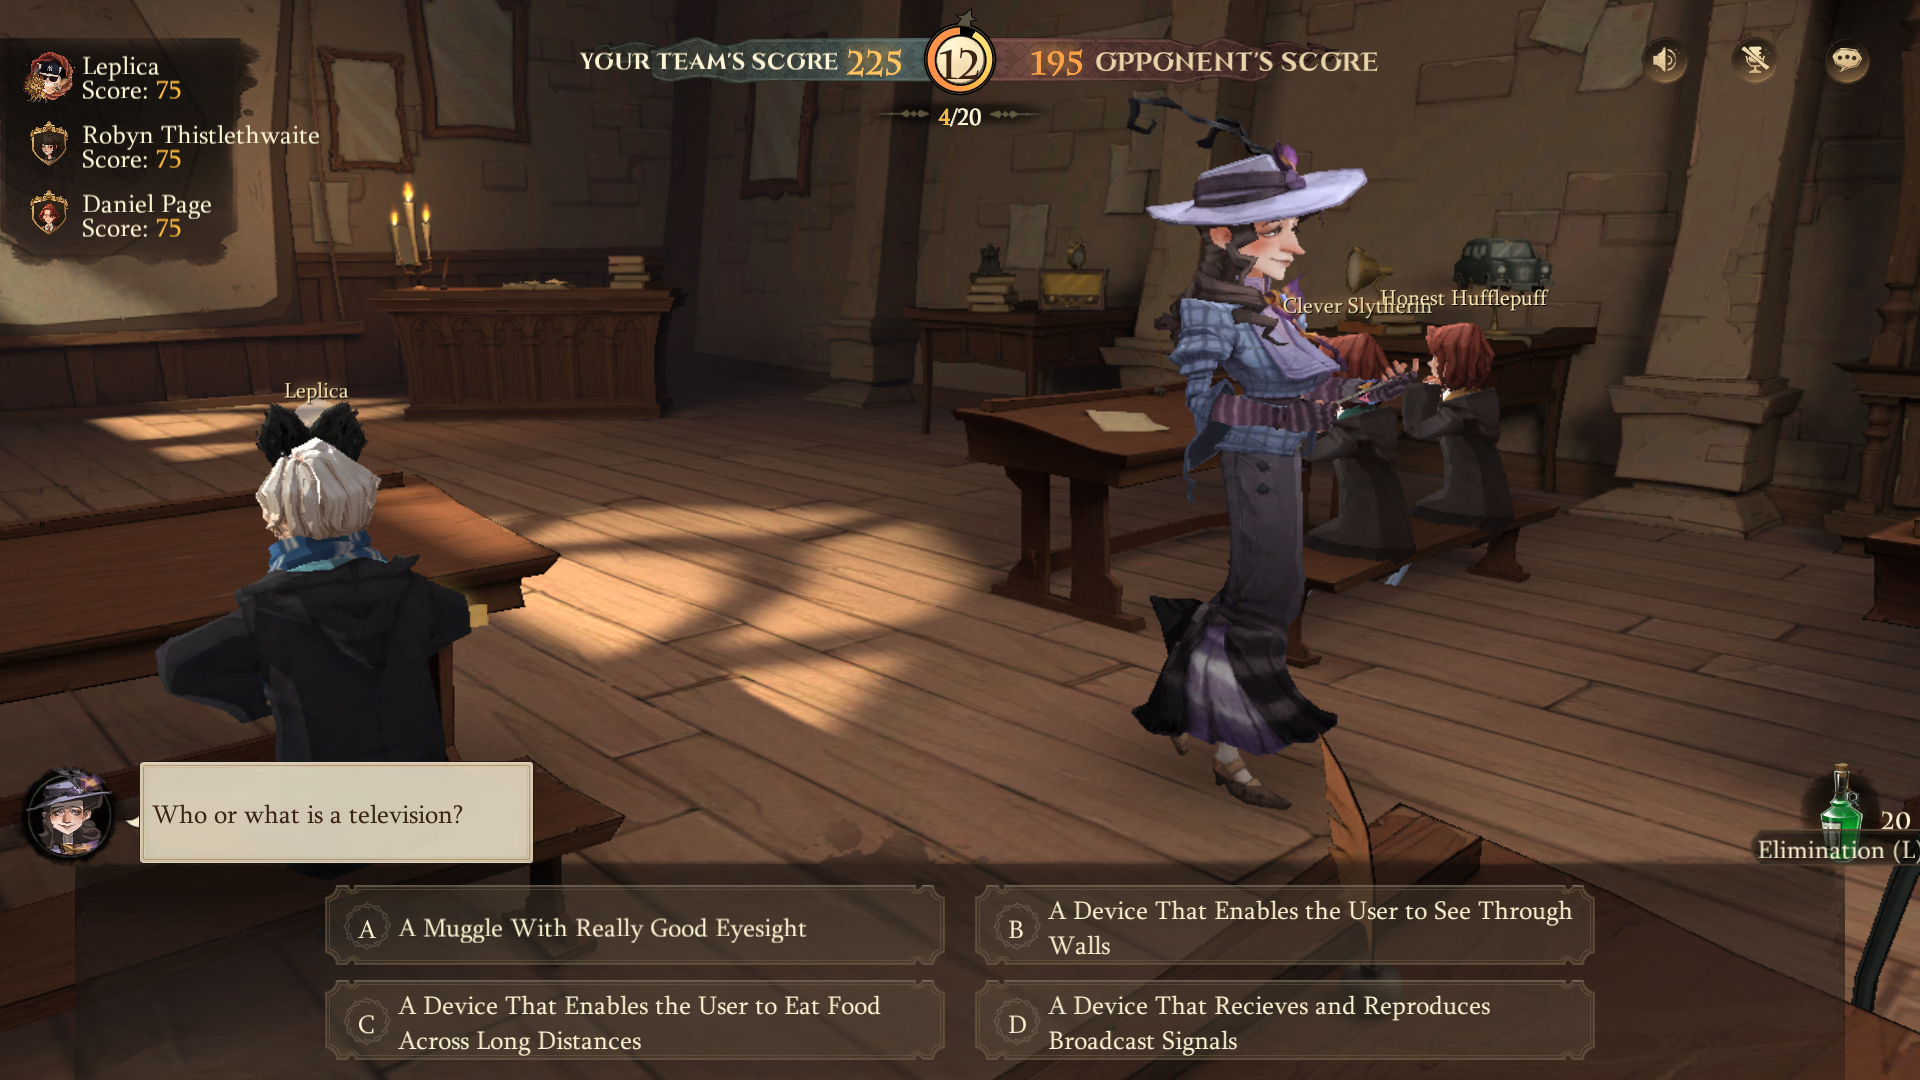 Leplica
Score: 75
Robyn Thistlethwaite
Score: 75
Daniel Page
Score: 75
YOUR TEAM'S SCORE 225
12
195 OPPONENT'S SCORE
4/20
Clever Slytherin
Honest Hufflepuff
Leplica
Who or what is a television?
20
Elimination (L)
A A Muggle With Really Good Eyesight
B A Device That Enables the User to See Through
Walls
C A Device That Enables the User to Eat Food
Across Long Distances
D A Device That Recieves and Reproduces
Broadcast Signals